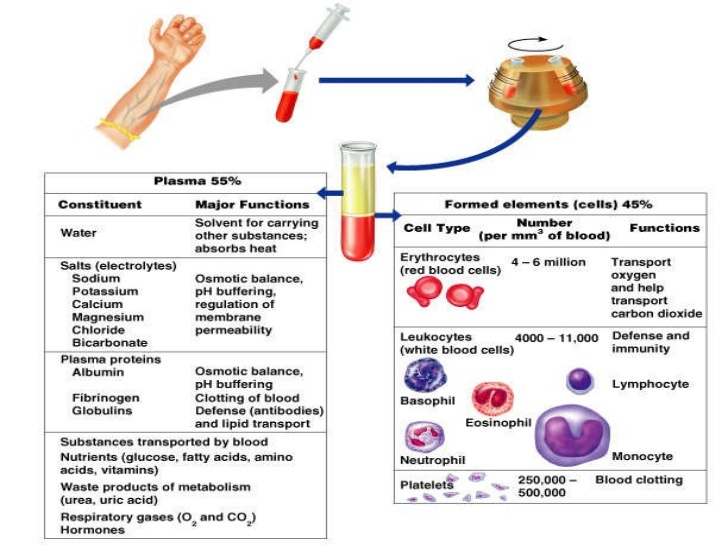 Plasma 55%
Constituent Major Functions
Water Solvent for carrying
other substances;
absorbs heat
Salts (electrolytes)
Sodium Osmotic balance,
Potassium pH buffering,
Calcium regulation of
Magnesium membrane
Chloride permeability
Bicarbonate
Plasma proteins
Albumin Osmotic balance,
pH buffering
Fibrinogen Clotting of blood
Globulins Defense (antibodies)
and lipid transport
Substances transported by blood
Nutrients (glucose, fatty acids, amino
acids, vitamins)
Waste products of metabolism
(urea, uric acid)
Respiratory gases (O2 and CO2)
Hormones
Formed elements (cells) 45%
Cell Type Number Functions
(per mm3 of blood)
Erythrocytes 4 – 6 million Transport
(red blood cells) oxygen
and help
transport
carbon dioxide
Leukocytes 4000 – 11,000 Defense and
(white blood cells) immunity
Lymphocyte
Basophil
Eosinophil
Neutrophil Monocyte
Platelets 250,000 – Blood clotting
500,000